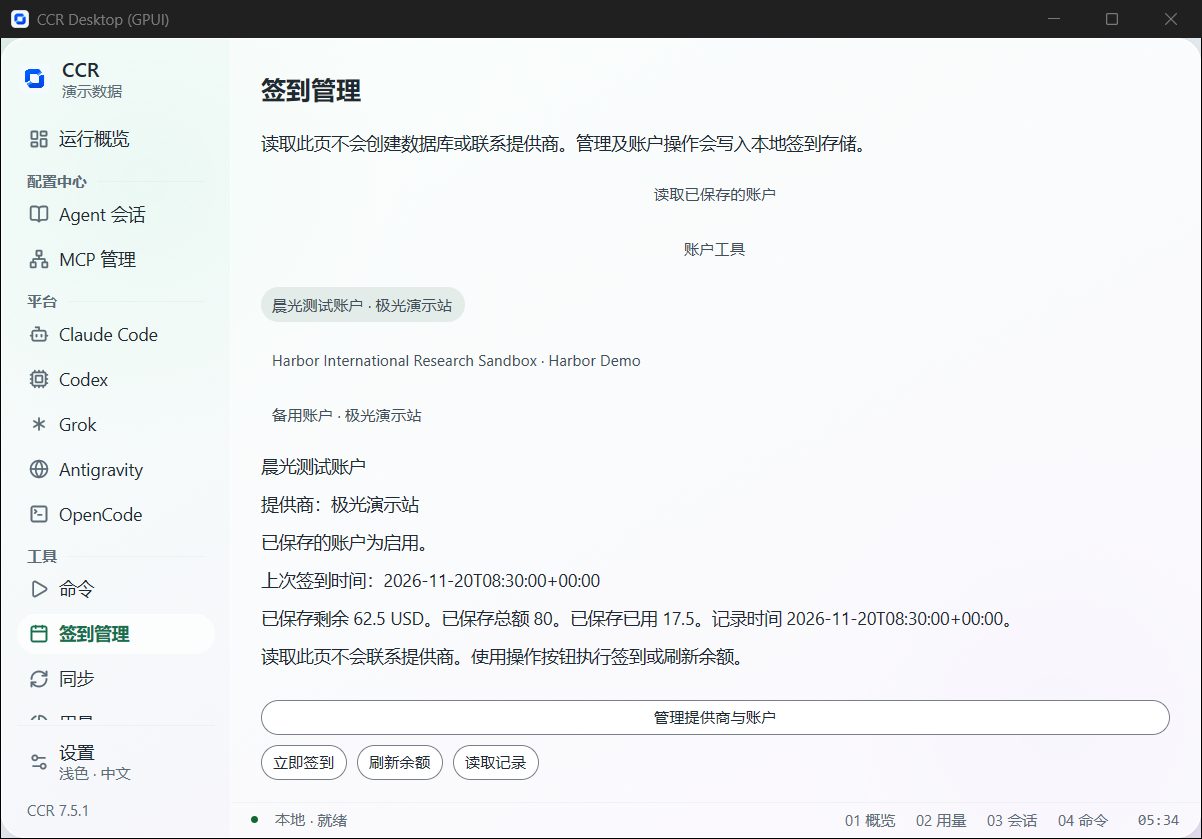 CCR Desktop (GPUI)
CCR
演示数据
运行概览
配置中心
Agent 会话
MCP 管理
平台
Claude Code
Codex
Grok
Antigravity
OpenCode
工具
命令
签到管理
同步
设置
浅色 · 中文
CCR 7.5.1
签到管理
读取此页不会创建数据库或联系提供商。管理及账户操作会写入本地签到存储。
读取已保存的账户
账户工具
晨光测试账户 · 极光演示站
Harbor International Research Sandbox · Harbor Demo
备用账户 · 极光演示站
晨光测试账户
提供商：极光演示站
已保存的账户为启用。
上次签到时间：2026-11-20T08:30:00+00:00
已保存剩余 62.5 USD。已保存总额 80。已保存已用 17.5。记录时间 2026-11-20T08:30:00+00:00。
读取此页不会联系提供商。使用操作按钮执行签到或刷新余额。
管理提供商与账户
立即签到 刷新余额 读取记录
本地 · 就绪 01 概览 02 用量 03 会话 04 命令 05:34